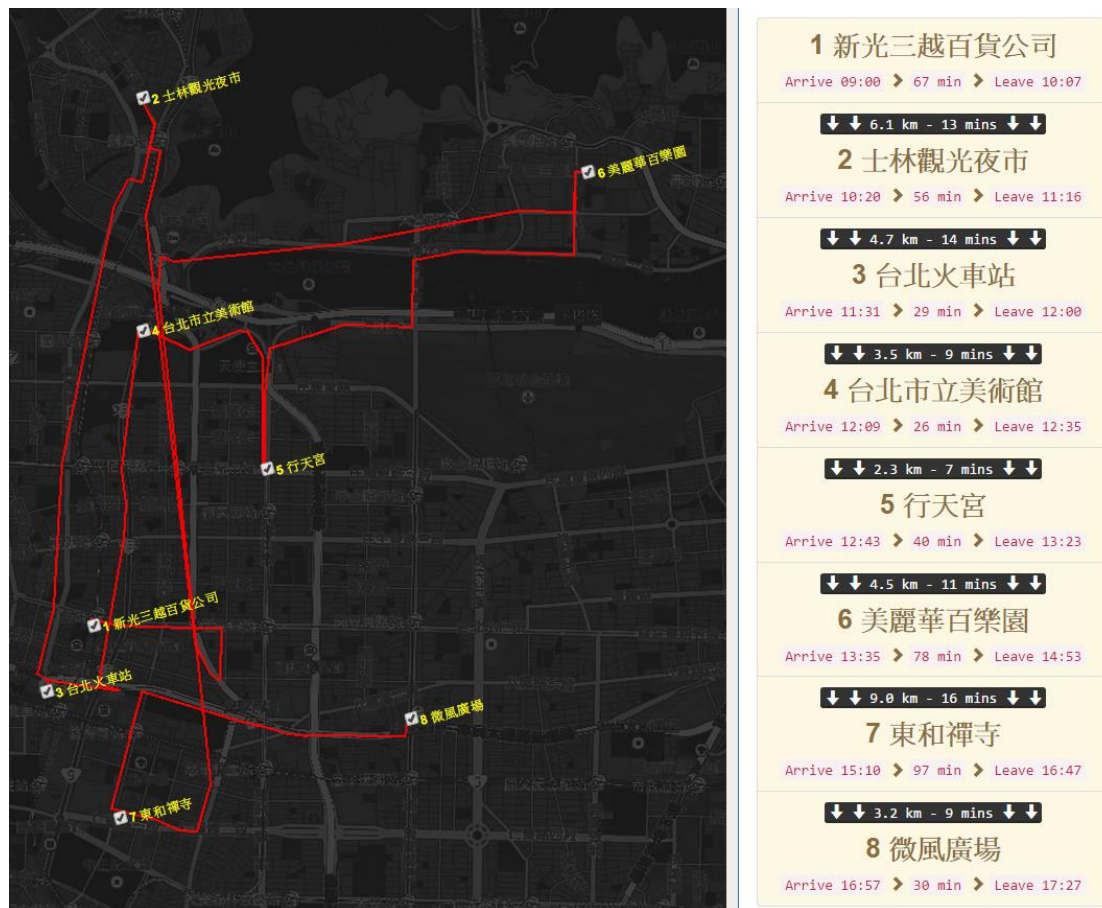 2 士林觀光夜市
6 美麗華百樂園
4 台北市立美術館
5 行天宮
1 新光三越百貨公司
3 台北火車站
8 微風廣場
7 東和禪寺
1 新光三越百貨公司
Arrive 09:00 67 min Leave 10:07
6.1 km - 13 mins
2 士林觀光夜市
Arrive 10:20 56 min Leave 11:16
4.7 km - 14 mins
3 台北火車站
Arrive 11:31 29 min Leave 12:00
3.5 km - 9 mins
4 台北市立美術館
Arrive 12:09 26 min Leave 12:35
2.3 km - 7 mins
5 行天宮
Arrive 12:43 40 min Leave 13:23
4.5 km - 11 mins
6 美麗華百樂園
Arrive 13:35 78 min Leave 14:53
9.0 km - 16 mins
7 東和禪寺
Arrive 15:10 97 min Leave 16:47
3.2 km - 9 mins
8 微風廣場
Arrive 16:57 30 min Leave 17:27